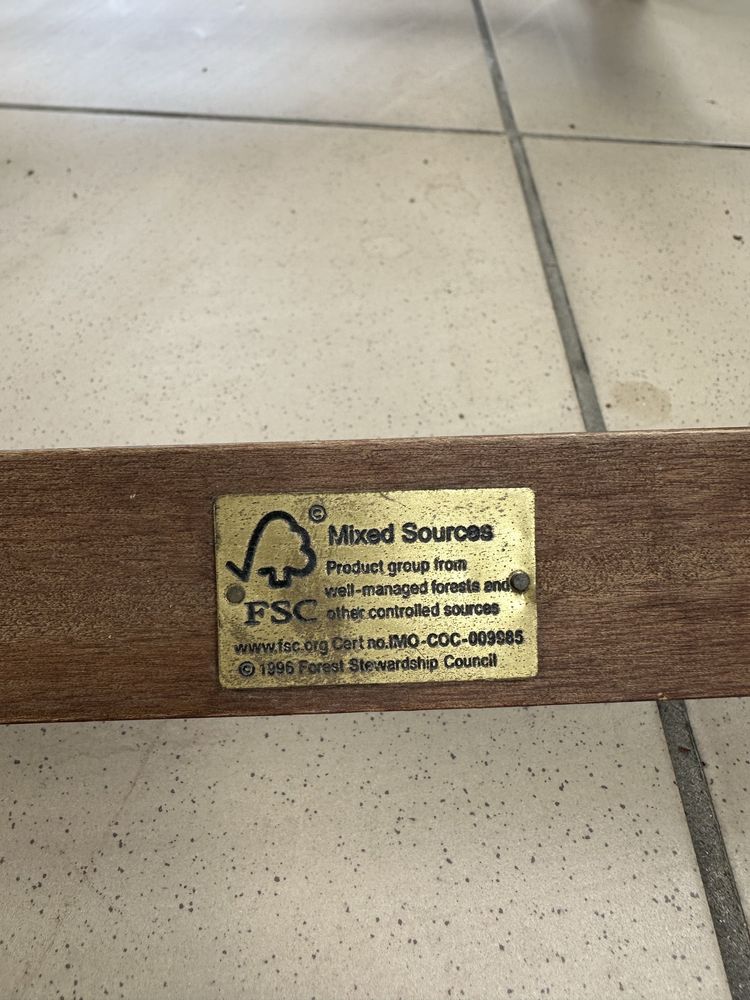 ©
Mixed Sources
Product group from
well-managed forests and
other controlled sources
FSC
www.fsc.org Cert no.IMO-COC-009985
© 1996 Forest Stewardship Council